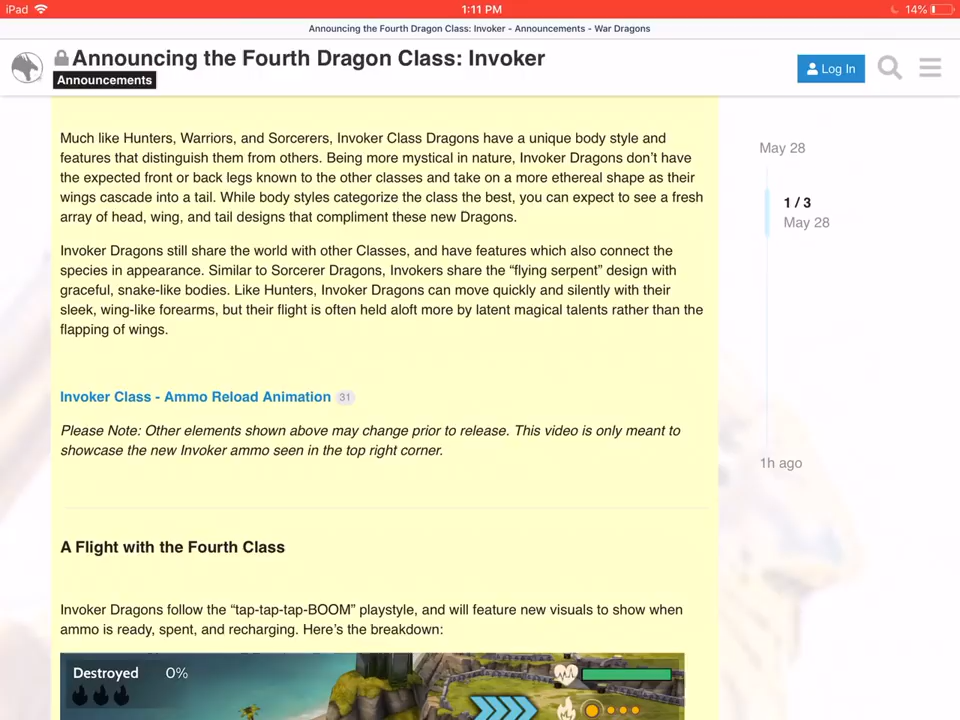 iPad 1:11 PM 14%
Announcing the Fourth Dragon Class: Invoker - Announcements - War Dragons
Announcing the Fourth Dragon Class: Invoker
Announcements
Log In
Much like Hunters, Warriors, and Sorcerers, Invoker Class Dragons have a unique body style and
features that distinguish them from others. Being more mystical in nature, Invoker Dragons don’t have
the expected front or back legs known to the other classes and take on a more ethereal shape as their
wings cascade into a tail. While body styles categorize the class the best, you can expect to see a fresh
array of head, wing, and tail designs that compliment these new Dragons.
Invoker Dragons still share the world with other Classes, and have features which also connect the
species in appearance. Similar to Sorcerer Dragons, Invokers share the “flying serpent” design with
graceful, snake-like bodies. Like Hunters, Invoker Dragons can move quickly and silently with their
sleek, wing-like forearms, but their flight is often held aloft more by latent magical talents rather than the
flapping of wings.
Invoker Class - Ammo Reload Animation 31
Please Note: Other elements shown above may change prior to release. This video is only meant to
showcase the new Invoker ammo seen in the top right corner.
A Flight with the Fourth Class
Invoker Dragons follow the “tap-tap-tap-BOOM” playstyle, and will feature new visuals to show when
ammo is ready, spent, and recharging. Here’s the breakdown:
Destroyed 0%
May 28
1 / 3
May 28
1h ago